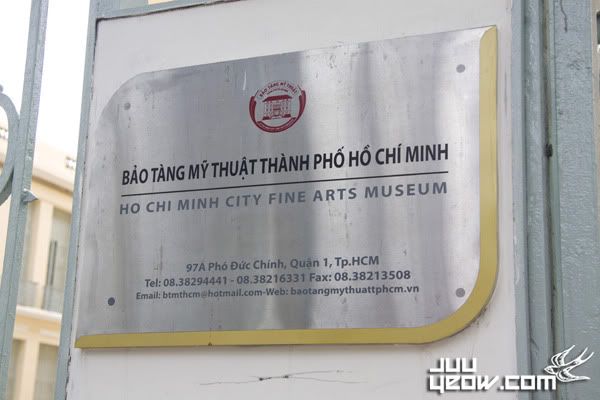 BẢO TÀNG MỸ THUẬT
BẢO TÀNG MỸ THUẬT THÀNH PHỐ HỒ CHÍ MINH
HO CHI MINH CITY FINE ARTS MUSEUM
97A Phó Đức Chính, Quận 1, Tp.HCM
Tel: 08.38294441 - 08.38216331 Fax: 08.38213508
Email: btmthcm@hotmail.com-Web: baotangmythuattphcm.vn
JUU
YEOW.COM